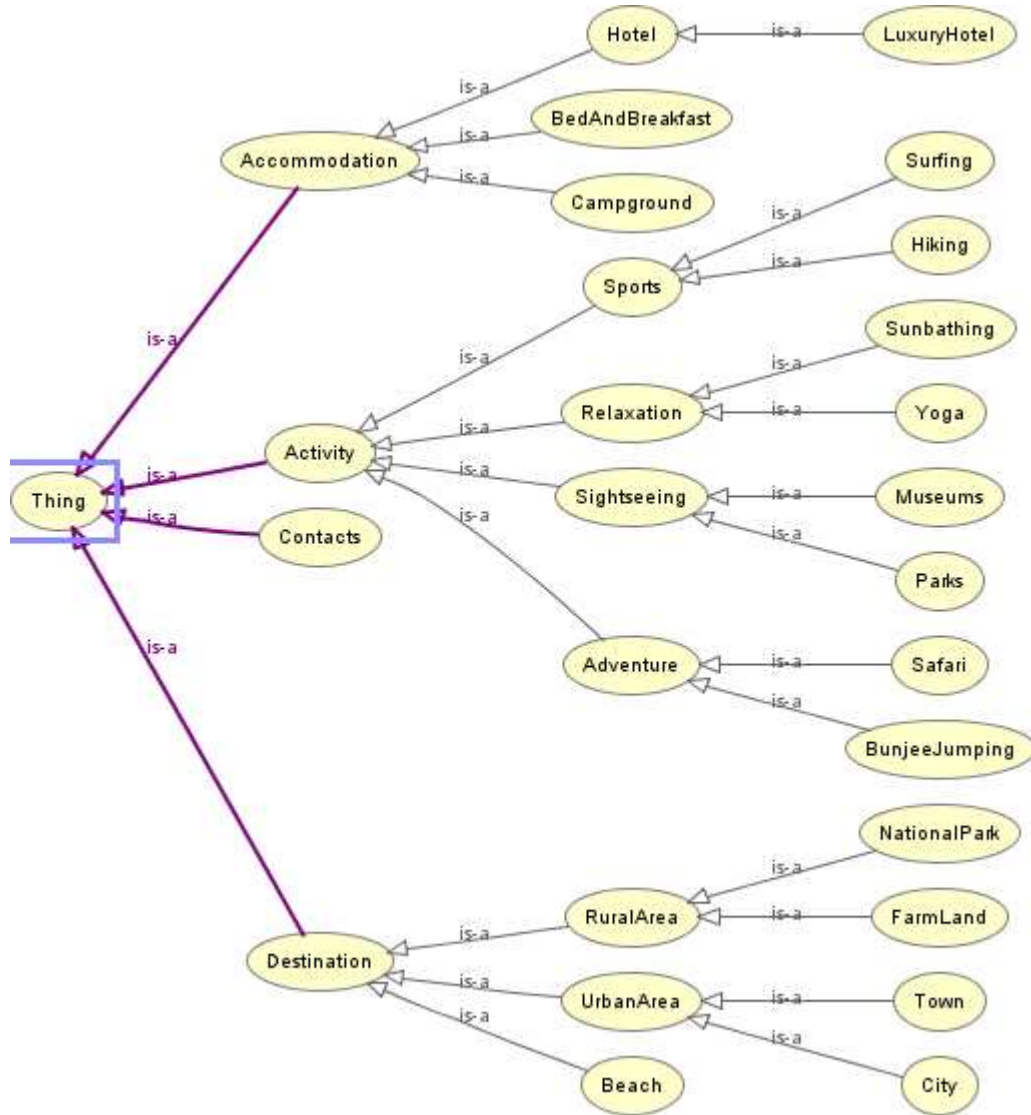 Hotel
is-a
LuxuryHotel
is-a
BedAndBreakfast
is-a
Accommodation
is-a
Campground
Surfing
is-a
Hiking
is-a
Sports
is-a
is-a
Sunbathing
is-a
Relaxation
Yoga
is-a
is-a
Activity
is-a
is-a
Sightseeing
is-a
Museums
is-a
Thing
is-a
Contacts
Parks
is-a
Adventure
is-a
Safari
is-a
BunjeeJumping
NationalPark
is-a
RuralArea
is-a
FarmLand
is-a
Destination
is-a
UrbanArea
is-a
Town
is-a
is-a
Beach
City